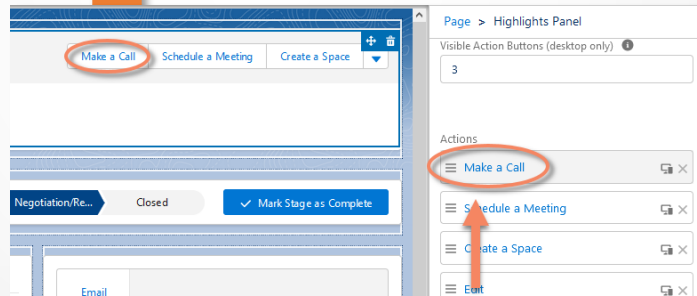 Page > Highlights Panel
Visible Action Buttons (desktop only)
3
Make a Call Schedule a Meeting Create a Space
Actions
Make a Call
Negotiation/Re... Closed Mark Stage as Complete
Schedule a Meeting
Create a Space
Email
Edit